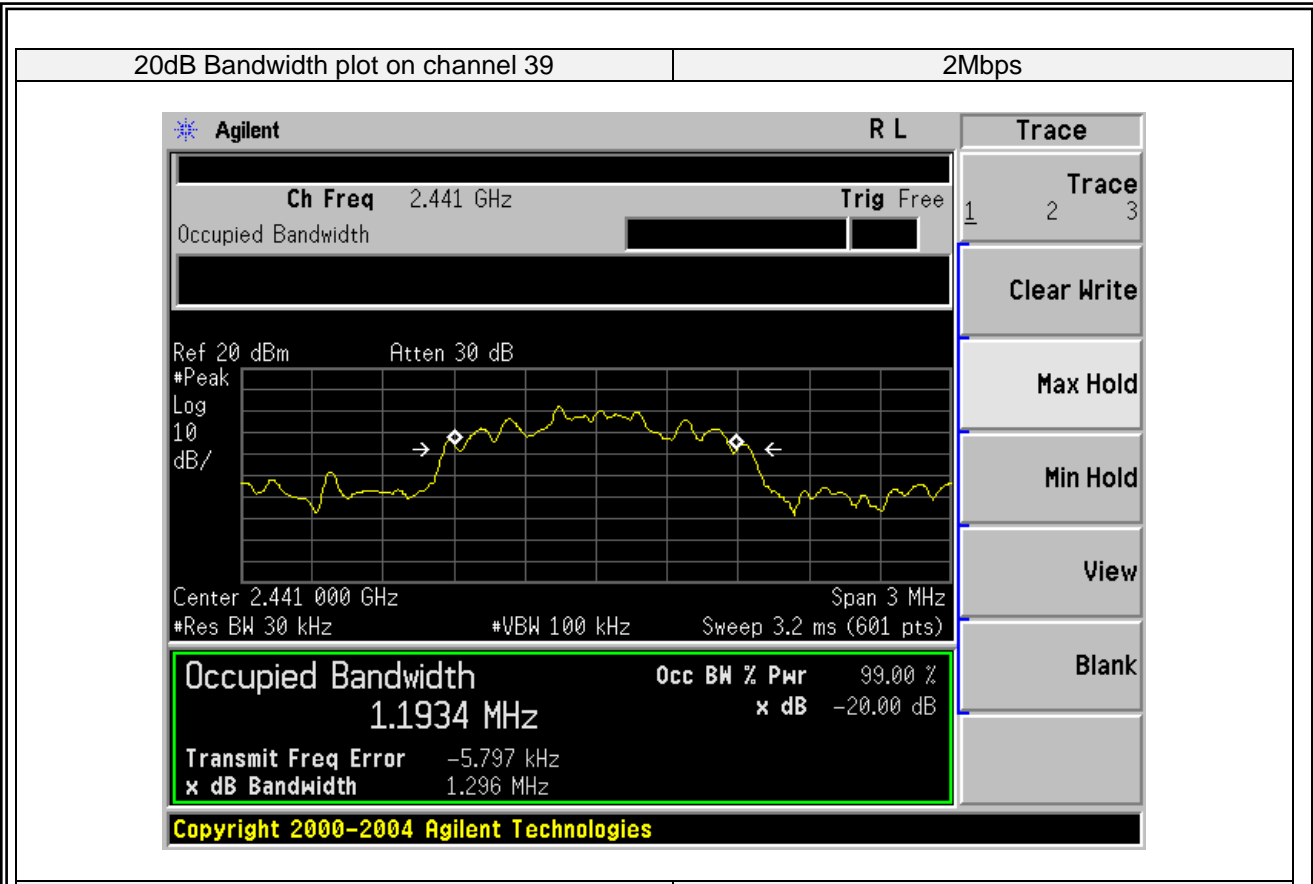 20dB Bandwidth plot on channel 39 2Mbps
Agilent R L Trace
Ch Freq 2.441 GHz Trig Free
Occupied Bandwidth
Trace
1 2 3
Clear Write
Max Hold
Min Hold
View
Blank
Ref 20 dBm Atten 30 dB
#Peak
Log
10
dB/
Center 2.441 000 GHz Span 3 MHz
#Res BW 30 kHz #VBW 100 kHz Sweep 3.2 ms (601 pts)
Occupied Bandwidth Occ BW % Pwr 99.00 %
1.1934 MHz x dB -20.00 dB
Transmit Freq Error -5.797 kHz
x dB Bandwidth 1.296 MHz
Copyright 2000-2004 Agilent Technologies